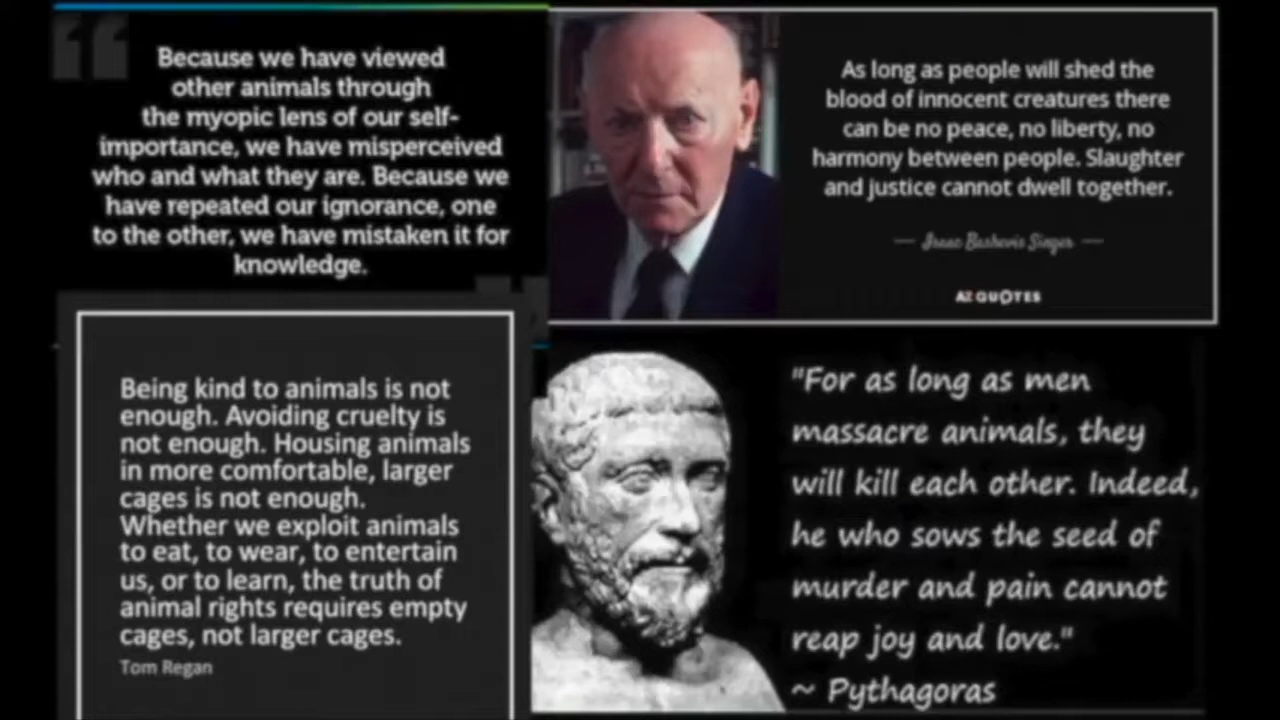 Because we have viewed
other animals through
the myopic lens of our self-
importance, we have misperceived
who and what they are. Because we
have repeated our ignorance, one
to the other, we have mistaken it for
knowledge.
As long as people will shed the
blood of innocent creatures there
can be no peace, no liberty, no
harmony between people. Slaughter
and justice cannot dwell together.
— Isaac Bashevis Singer —
AZ QUOTES
Being kind to animals is not
enough. Avoiding cruelty is
not enough. Housing animals
in more comfortable, larger
cages is not enough.
Whether we exploit animals
to eat, to wear, to entertain
us, or to learn, the truth of
animal rights requires empty
cages, not larger cages.
Tom Regan
"For as long as men
massacre animals, they
will kill each other. Indeed,
he who sows the seed of
murder and pain cannot
reap joy and love."
~ Pythagoras